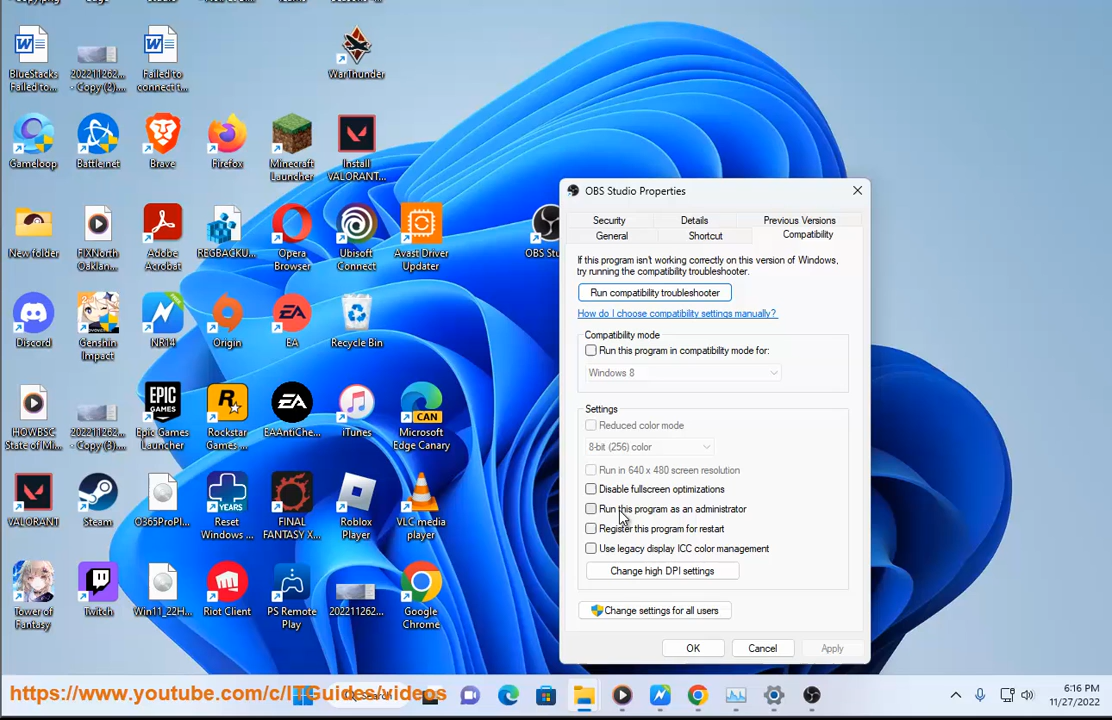 Copy.png
Edge
Studio
BlueStacks
Failed to...
202211262...
- Copy (2)....
Failed to
connect t...
WarThunder
Gameloop
Battle.net
Brave
Firefox
Minecraft
Launcher
Install
VALORANT...
New folder
FIXNorth
Oaklan...
Adobe
Acrobat
REGBACKU...
Opera
Browser
Ubisoft
Connect
Avast Driver
Updater
OBS Stu
Discord
Genshin
Impact
FREE
NR14
Origin
EA
Recycle Bin
HOWBSC
State of Mi...
202211262...
- Copy (3)....
Epic Games
Launcher
Rockstar
Games ...
EAAntiChe...
iTunes
CAN
Microsoft
Edge Canary
VALORANT
Steam
O365ProPl...
Reset
Windows ...
FINAL
FANTASY X...
Roblox
Player
VLC media
player
Tower of
Fantasy
Twitch
Win11_22H...
Riot Client
PS Remote
Play
202211262...
Google
Chrome
OBS Studio Properties
Security
Details
Previous Versions
General
Shortcut
Compatibility
If this program isn't working correctly on this version of Windows,
try running the compatibility troubleshooter.
Run compatibility troubleshooter
How do I choose compatibility settings manually?
Compatibility mode
Run this program in compatibility mode for:
Windows 8
Settings
Reduced color mode
8-bit (256) color
Run in 640 x 480 screen resolution
Disable fullscreen optimizations
Run this program as an administrator
Register this program for restart
Use legacy display ICC color management
Change high DPI settings
Change settings for all users
OK
Cancel
Apply
https://www.youtube.com/c/ITGuides/videos
6:16 PM
11/27/2022